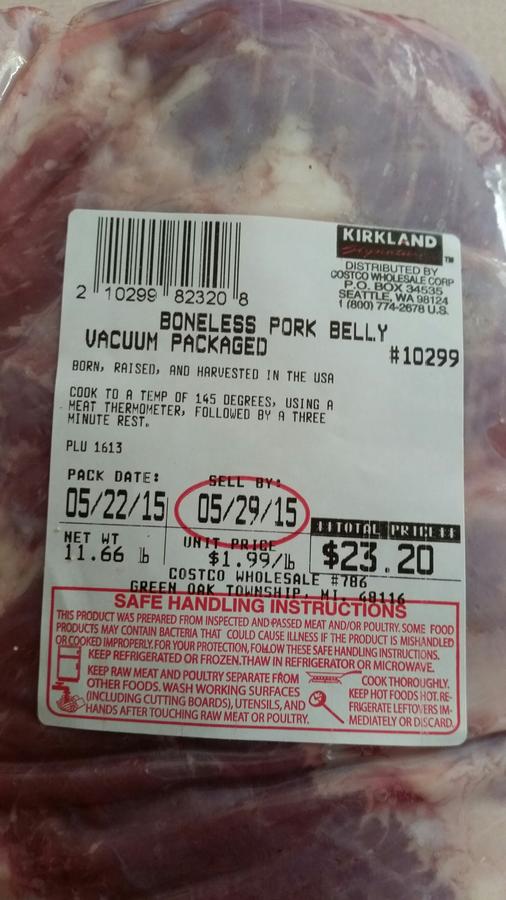 KIRKLAND
Signature
TM
DISTRIBUTED BY
COSTCO WHOLESALE CORP
P.O. BOX 34535
SEATTLE, WA 98124
1 (800) 774-2678 U.S.
2 10299 82320 8
BONELESS PORK BELLY
VACUUM PACKAGED
#10299
BORN, RAISED, AND HARVESTED IN THE USA
COOK TO A TEMP OF 145 DEGREES, USING A
MEAT THERMOMETER, FOLLOWED BY A THREE
MINUTE REST.
PLU 1613
PACK DATE: SELL BY:
05/22/15 05/29/15
NET WT UNIT PRICE ‡‡TOTAL PRICE‡‡
11.66 lb $1.99/lb $23.20
COSTCO WHOLESALE #786
GREEN OAK TOWNSHIP, MI. 48116
SAFE HANDLING INSTRUCTIONS
THIS PRODUCT WAS PREPARED FROM INSPECTED AND PASSED MEAT AND/OR POULTRY. SOME FOOD
PRODUCTS MAY CONTAIN BACTERIA THAT COULD CAUSE ILLNESS IF THE PRODUCT IS MISHANDLED
OR COOKED IMPROPERLY. FOR YOUR PROTECTION, FOLLOW THESE SAFE HANDLING INSTRUCTIONS.
KEEP REFRIGERATED OR FROZEN. THAW IN REFRIGERATOR OR MICROWAVE.
KEEP RAW MEAT AND POULTRY SEPARATE FROM
OTHER FOODS. WASH WORKING SURFACES
(INCLUDING CUTTING BOARDS), UTENSILS, AND
HANDS AFTER TOUCHING RAW MEAT OR POULTRY.
COOK THOROUGHLY.
KEEP HOT FOODS HOT. RE-
FRIGERATE LEFTOVERS IM-
MEDIATELY OR DISCARD.